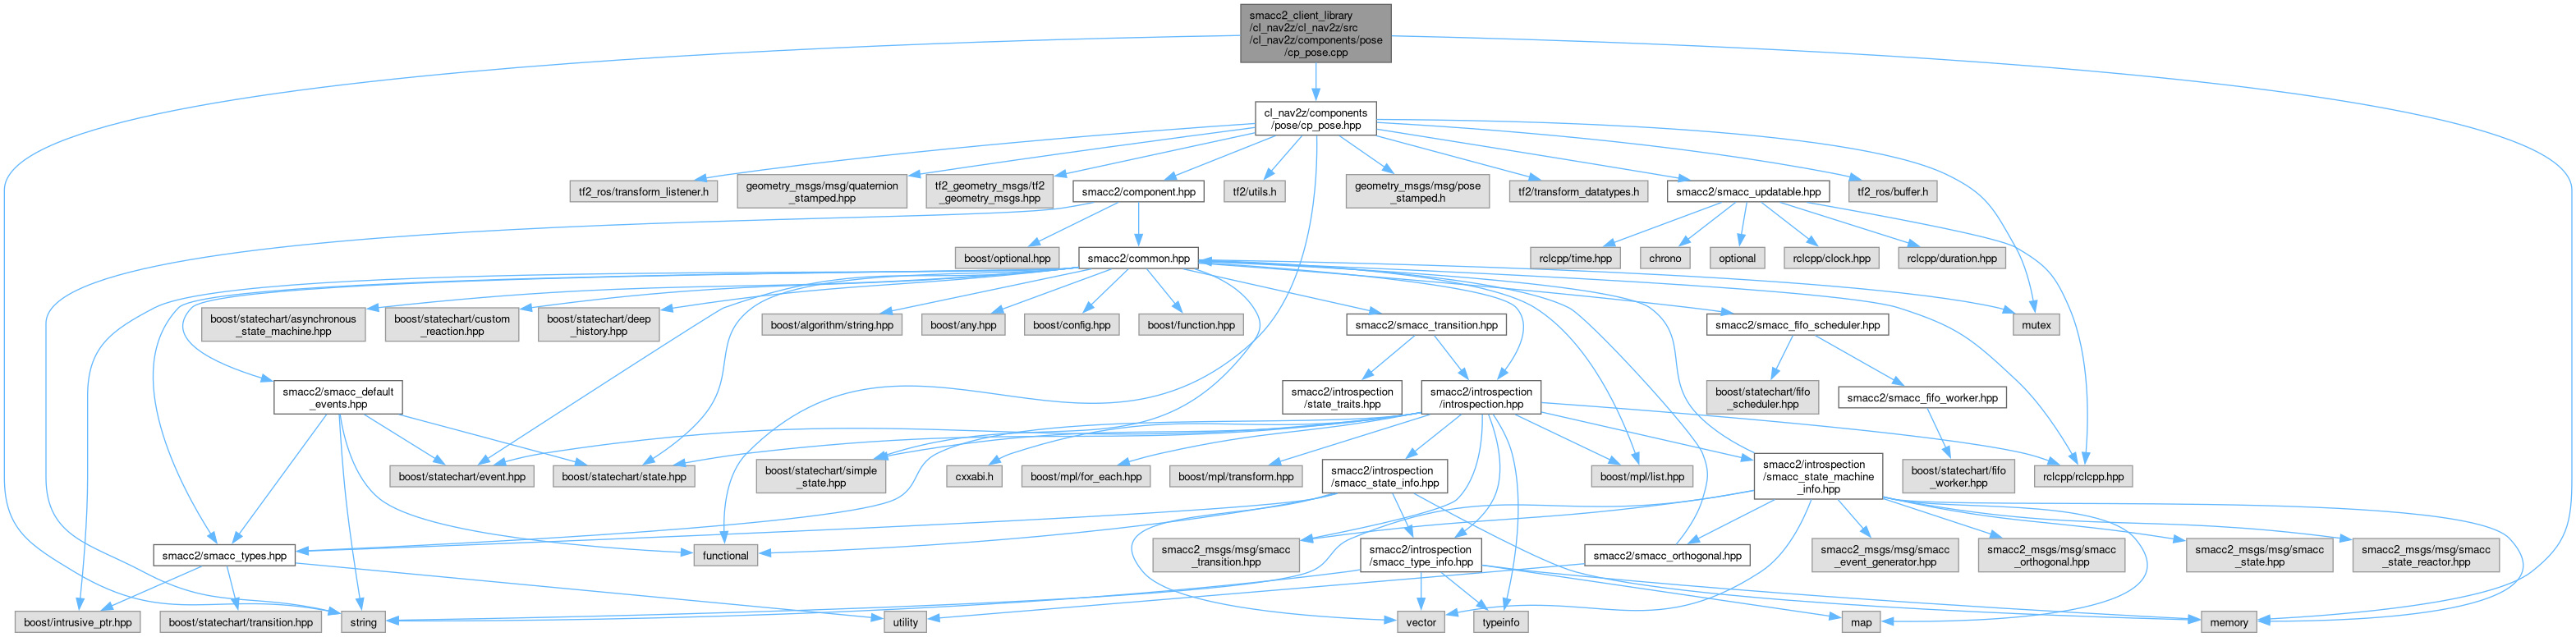 smacc2_client_library
/cl_nav2z/cl_nav2z/src
/cl_nav2z/components/pose
/cp_pose.cpp
cl_nav2z/components
/pose/cp_pose.hpp
tf2_ros/transform_listener.h
geometry_msgs/msg/quaternion
_stamped.hpp
tf2_geometry_msgs/tf2
_geometry_msgs.hpp
smacc2/component.hpp
tf2/utils.h
geometry_msgs/msg/pose
_stamped.h
tf2/transform_datatypes.h
smacc2/smacc_updatable.hpp
tf2_ros/buffer.h
boost/optional.hpp
smacc2/common.hpp
rclcpp/time.hpp
chrono
optional
rclcpp/clock.hpp
rclcpp/duration.hpp
boost/statechart/asynchronous
_state_machine.hpp
boost/statechart/custom
_reaction.hpp
boost/statechart/deep
_history.hpp
boost/algorithm/string.hpp
boost/any.hpp
boost/config.hpp
boost/function.hpp
smacc2/smacc_transition.hpp
smacc2/smacc_fifo_scheduler.hpp
mutex
smacc2/smacc_default
_events.hpp
smacc2/introspection
/state_traits.hpp
smacc2/introspection
/introspection.hpp
boost/statechart/fifo
_scheduler.hpp
smacc2/smacc_fifo_worker.hpp
boost/statechart/event.hpp
boost/statechart/state.hpp
boost/statechart/simple
_state.hpp
cxxabi.h
boost/mpl/for_each.hpp
boost/mpl/transform.hpp
smacc2/introspection
/smacc_state_info.hpp
boost/mpl/list.hpp
smacc2/introspection
/smacc_state_machine
_info.hpp
boost/statechart/fifo
_worker.hpp
rclcpp/rclcpp.hpp
smacc2/smacc_types.hpp
functional
smacc2_msgs/msg/smacc
_transition.hpp
smacc2/introspection
/smacc_type_info.hpp
smacc2/smacc_orthogonal.hpp
smacc2_msgs/msg/smacc
_event_generator.hpp
smacc2_msgs/msg/smacc
_orthogonal.hpp
smacc2_msgs/msg/smacc
_state.hpp
smacc2_msgs/msg/smacc
_state_reactor.hpp
boost/intrusive_ptr.hpp
boost/statechart/transition.hpp
string
utility
vector
typeinfo
map
memory